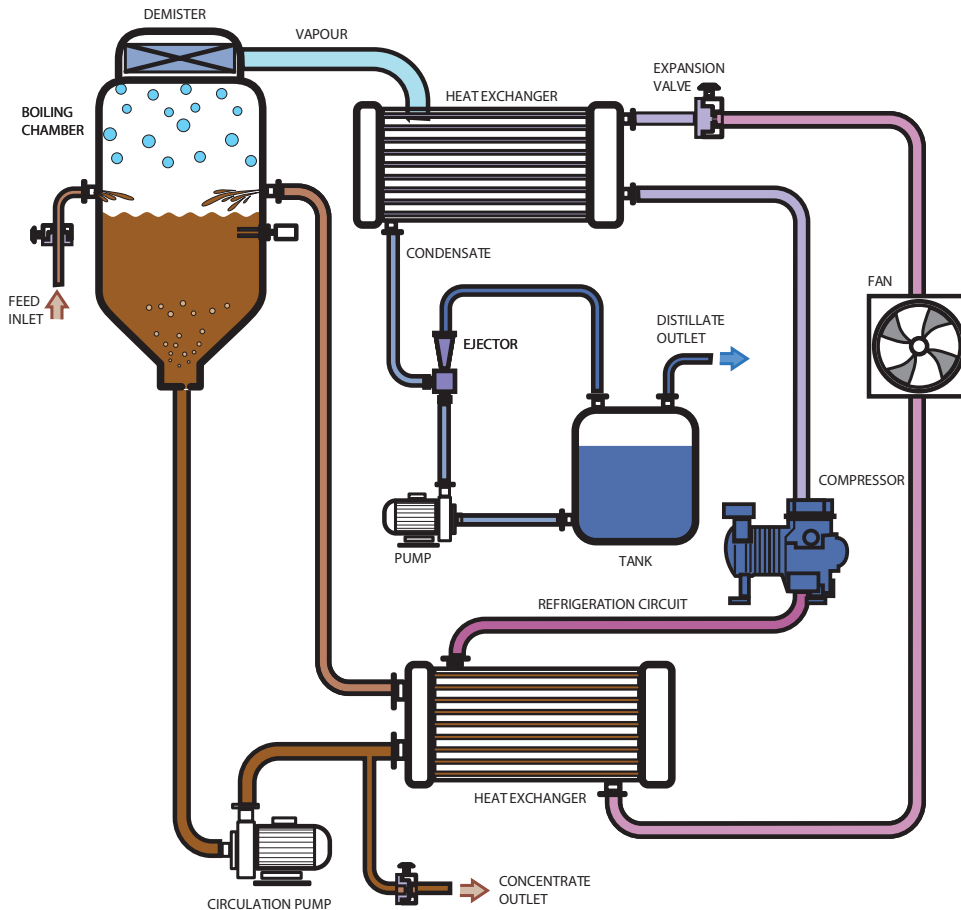 DEMISTER
VAPOUR
EXPANSION
VALVE
HEAT EXCHANGER
BOILING
CHAMBER
CONDENSATE
FEED
INLET
FAN
DISTILLATE
OUTLET
EJECTOR
COMPRESSOR
PUMP
TANK
REFRIGERATION CIRCUIT
HEAT EXCHANGER
CONCENTRATE
OUTLET
CIRCULATION PUMP